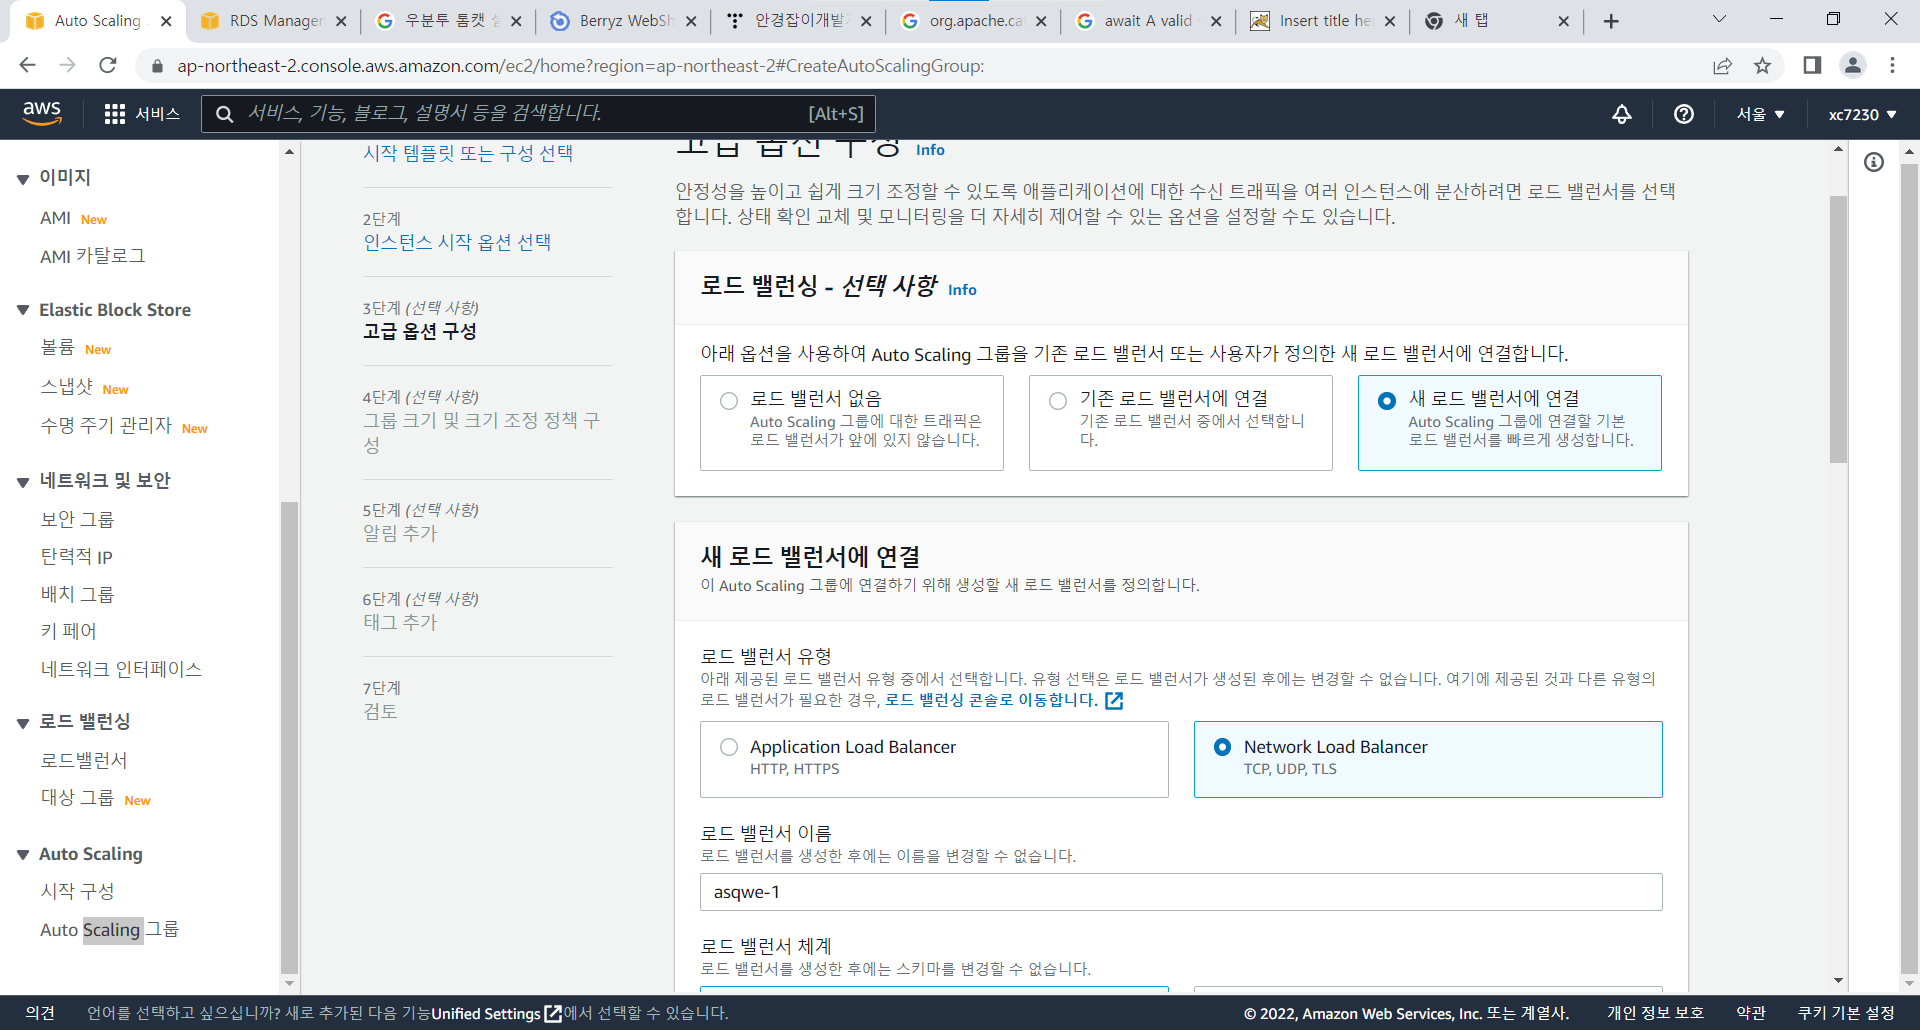 Auto Scaling
RDS Manager
우분투 톰캣 설
Berryz WebSh
안경잡이개발
org.apache.ca
await A valid s
Insert title he
새 탭
ap-northeast-2.console.aws.amazon.com/ec2/home?region=ap-northeast-2#CreateAutoScalingGroup:
aws
서비스
서비스, 기능, 블로그, 설명서 등을 검색합니다.
[Alt+S]
서울
xc7230
이미지
AMI New
AMI 카탈로그
Elastic Block Store
볼륨 New
스냅샷 New
수명 주기 관리자 New
네트워크 및 보안
보안 그룹
탄력적 IP
배치 그룹
키 페어
네트워크 인터페이스
로드 밸런싱
로드밸런서
대상 그룹 New
Auto Scaling
시작 구성
Auto Scaling 그룹
시작 템플릿 또는 구성 선택
2단계
인스턴스 시작 옵션 선택
3단계 (선택 사항)
고급 옵션 구성
4단계 (선택 사항)
그룹 크기 및 크기 조정 정책 구
성
5단계 (선택 사항)
알림 추가
6단계 (선택 사항)
태그 추가
7단계
검토
고급 옵션 구성 Info
안정성을 높이고 쉽게 크기 조정할 수 있도록 애플리케이션에 대한 수신 트래픽을 여러 인스턴스에 분산하려면 로드 밸런서를 선택
합니다. 상태 확인 교체 및 모니터링을 더 자세히 제어할 수 있는 옵션을 설정할 수도 있습니다.
로드 밸런싱 - 선택 사항 Info
아래 옵션을 사용하여 Auto Scaling 그룹을 기존 로드 밸런서 또는 사용자가 정의한 새 로드 밸런서에 연결합니다.
로드 밸런서 없음
Auto Scaling 그룹에 대한 트래픽은
로드 밸런서가 앞에 있지 않습니다.
기존 로드 밸런서에 연결
기존 로드 밸런서 중에서 선택합니
다.
새 로드 밸런서에 연결
Auto Scaling 그룹에 연결할 기본
로드 밸런서를 빠르게 생성합니다.
새 로드 밸런서에 연결
이 Auto Scaling 그룹에 연결하기 위해 생성할 새 로드 밸런서를 정의합니다.
로드 밸런서 유형
아래 제공된 로드 밸런서 유형 중에서 선택합니다. 유형 선택은 로드 밸런서가 생성된 후에는 변경할 수 없습니다. 여기에 제공된 것과 다른 유형의
로드 밸런서가 필요한 경우, 로드 밸런싱 콘솔로 이동합니다.
Application Load Balancer
HTTP, HTTPS
Network Load Balancer
TCP, UDP, TLS
로드 밸런서 이름
로드 밸런서를 생성한 후에는 이름을 변경할 수 없습니다.
asqwe-1
로드 밸런서 체계
로드 밸런서를 생성한 후에는 스키마를 변경할 수 없습니다.
의견
언어를 선택하고 싶으십니까? 새로 추가된 다음 기능Unified Settings에서 선택할 수 있습니다.
© 2022, Amazon Web Services, Inc. 또는 계열사.
개인 정보 보호
약관
쿠키 기본 설정